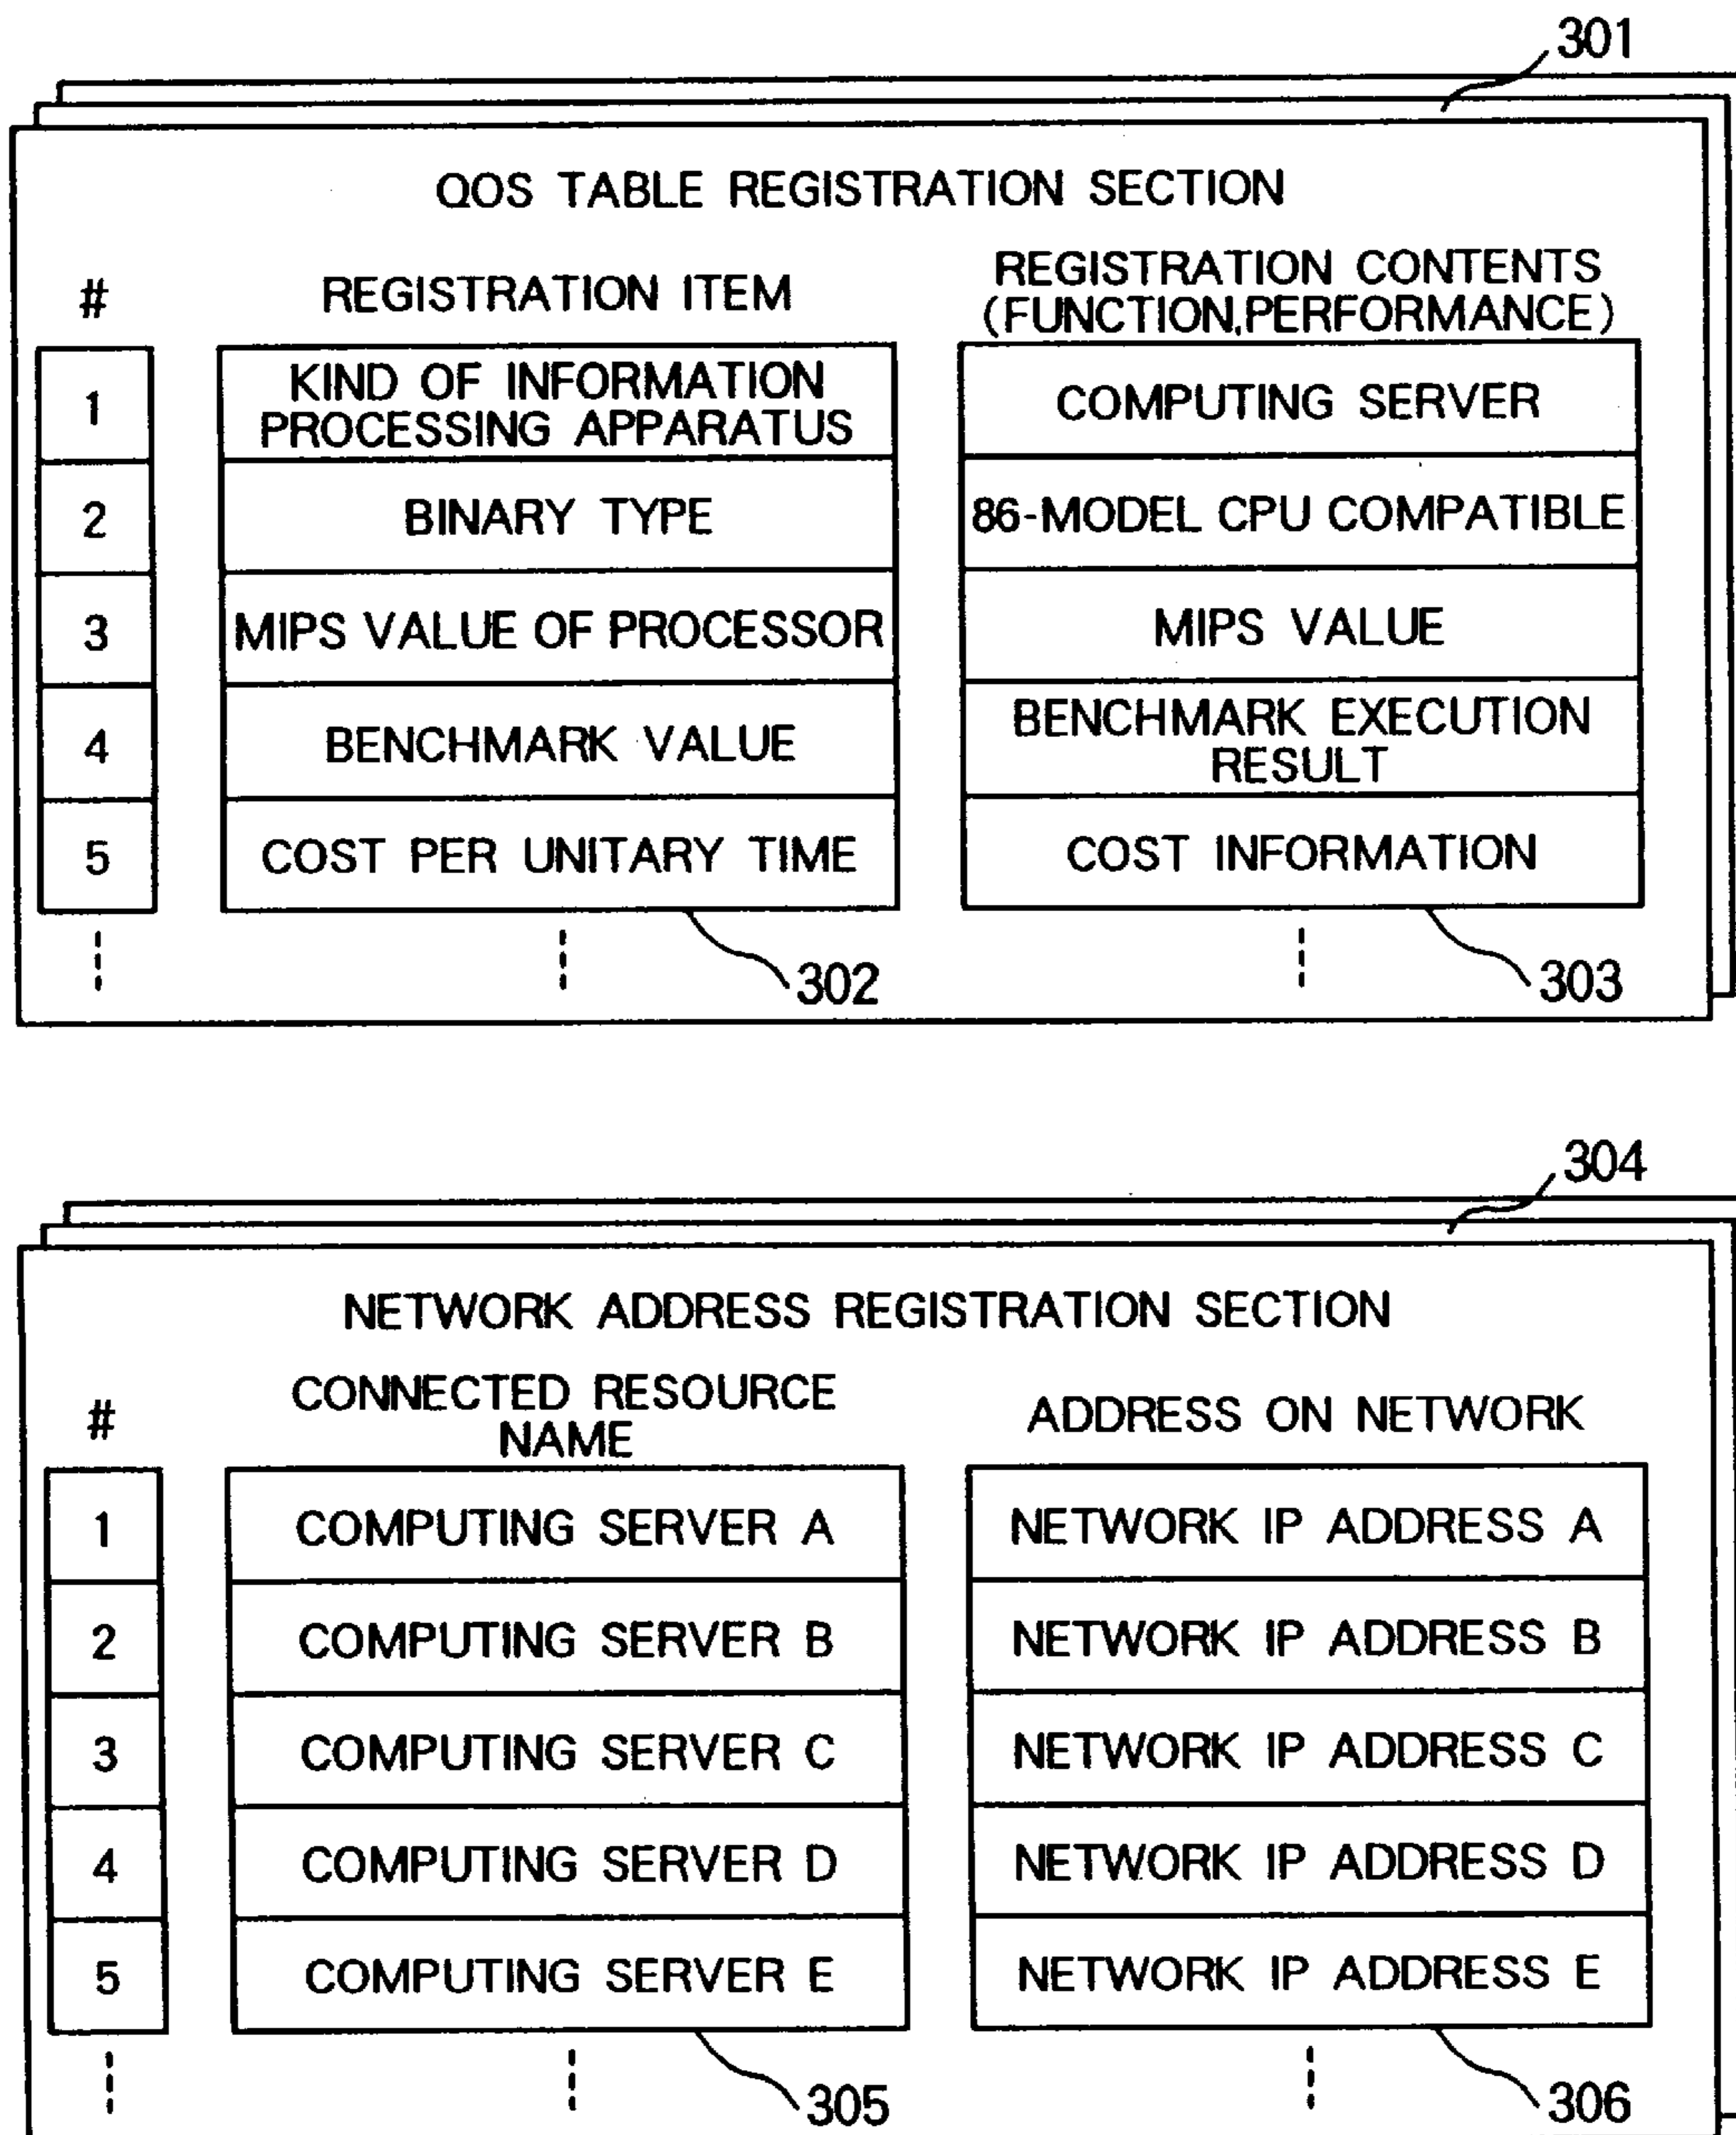 301
QOS TABLE REGISTRATION SECTION
# REGISTRATION ITEM REGISTRATION CONTENTS
(FUNCTION,PERFORMANCE)
1 KIND OF INFORMATION
PROCESSING APPARATUS COMPUTING SERVER
2 BINARY TYPE 86-MODEL CPU COMPATIBLE
3 MIPS VALUE OF PROCESSOR MIPS VALUE
4 BENCHMARK VALUE BENCHMARK EXECUTION
RESULT
5 COST PER UNITARY TIME COST INFORMATION
302 303
304
NETWORK ADDRESS REGISTRATION SECTION
# CONNECTED RESOURCE
NAME ADDRESS ON NETWORK
1 COMPUTING SERVER A NETWORK IP ADDRESS A
2 COMPUTING SERVER B NETWORK IP ADDRESS B
3 COMPUTING SERVER C NETWORK IP ADDRESS C
4 COMPUTING SERVER D NETWORK IP ADDRESS D
5 COMPUTING SERVER E NETWORK IP ADDRESS E
305 306